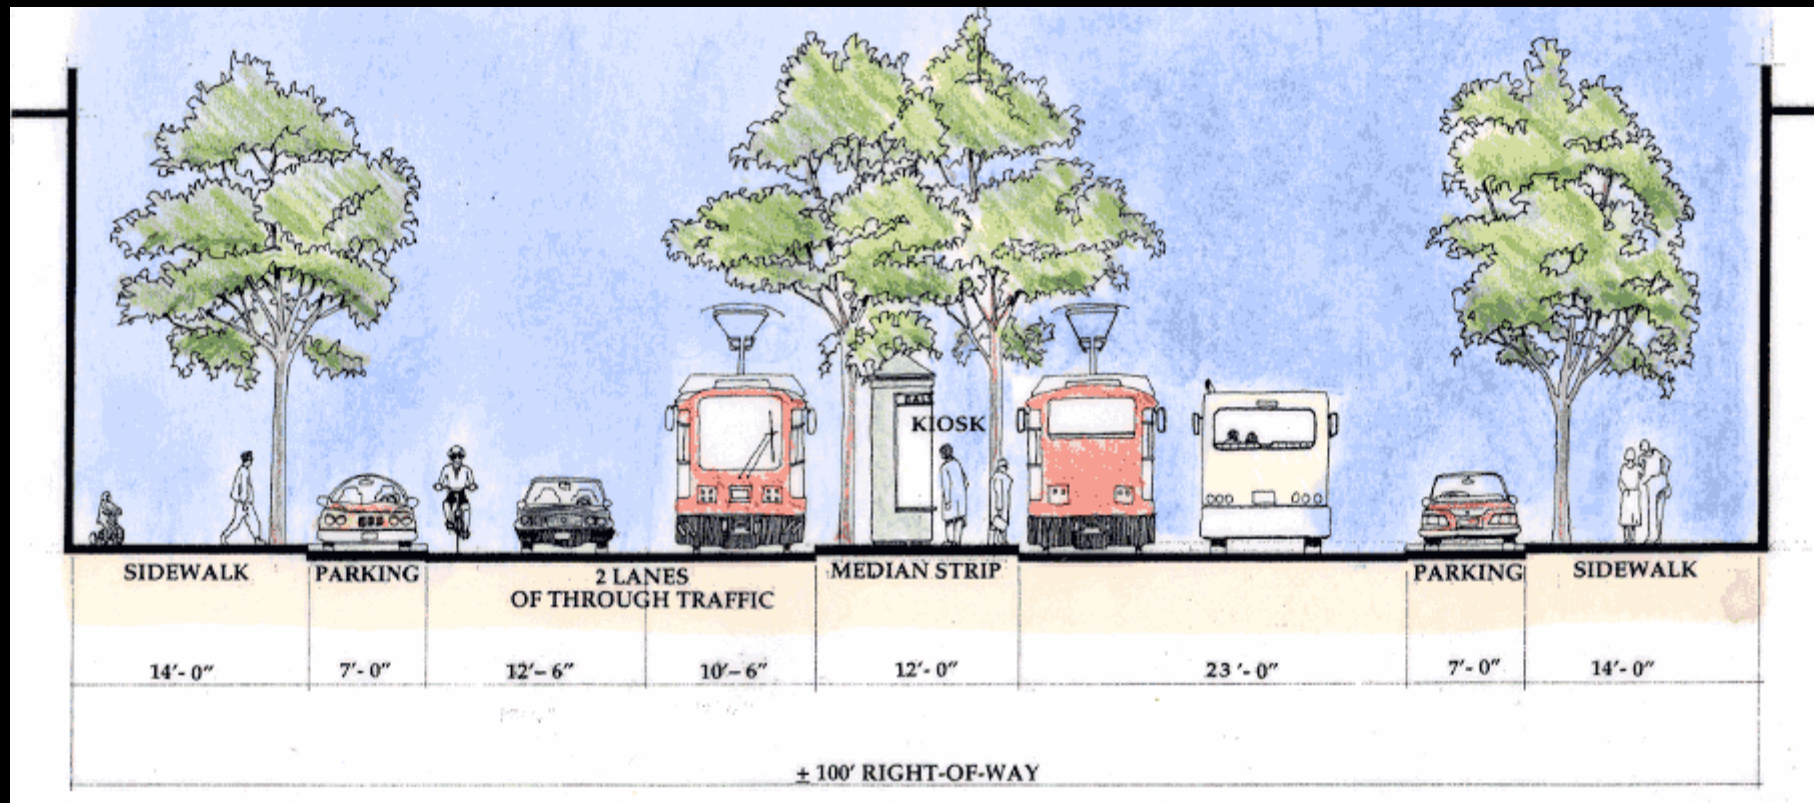 KIOSK
SIDEWALK
PARKING
2 LANES
OF THROUGH TRAFFIC
MEDIAN STRIP
PARKING
SIDEWALK
14'- 0"
7'- 0"
12'– 6"
10'– 6"
12'- 0"
23 '- 0"
7'- 0"
14'- 0"
± 100' RIGHT-OF-WAY